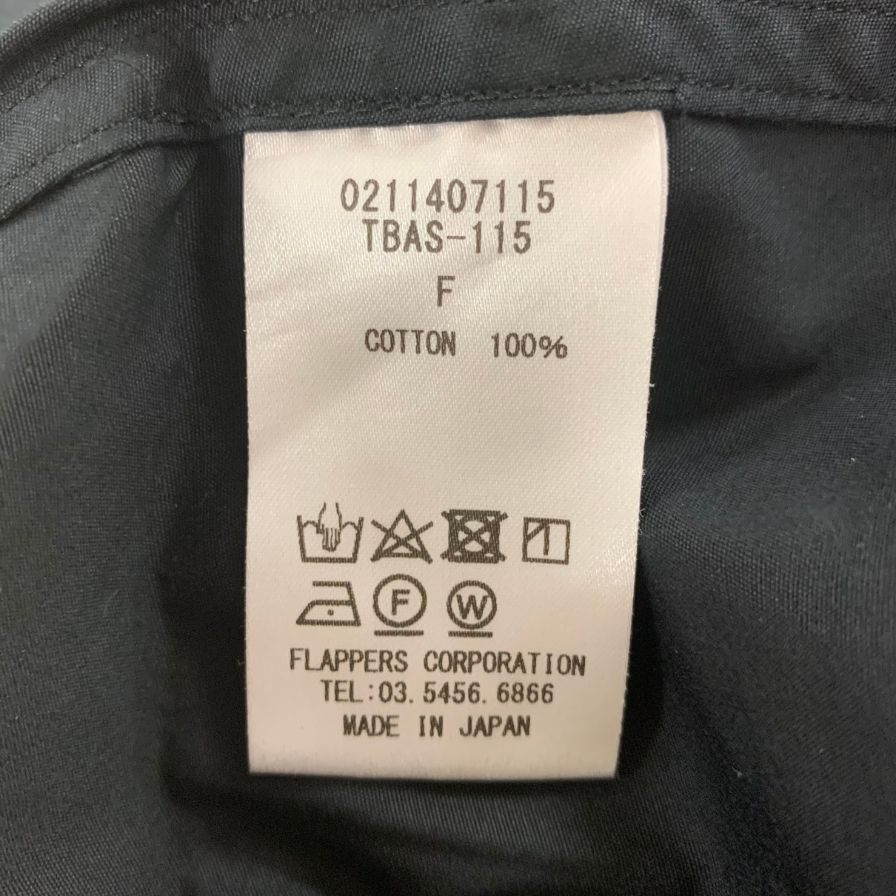 0211407115
TBAS-115
F
COTTON 100%
F W
FLAPPERS CORPORATION
TEL:03.5456.6866
MADE IN JAPAN